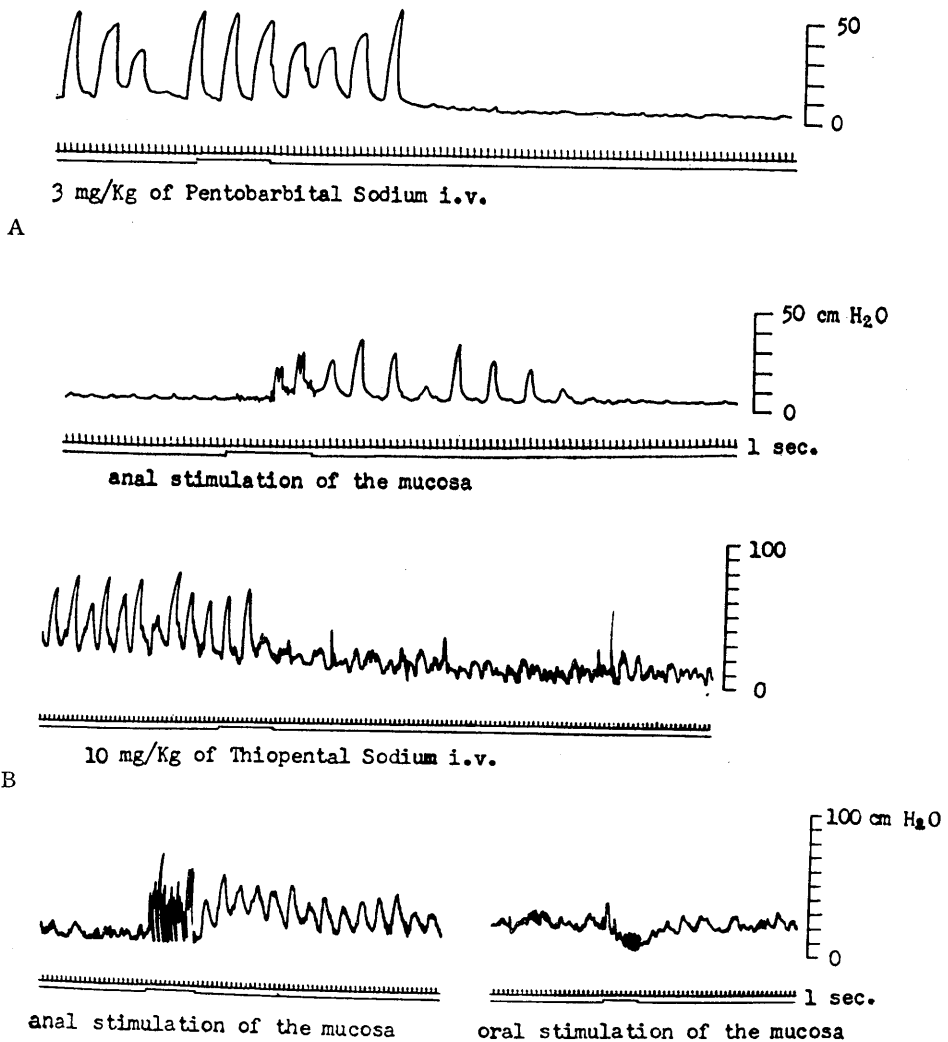 50
0
3 mg/Kg of Pentobarbital Sodium i.v.
A
50 cm H₂O
0
1 sec.
anal stimulation of the mucosa
100
0
10 mg/Kg of Thiopental Sodium i.v.
B
100 cm H₂O
0
1 sec.
anal stimulation of the mucosa
oral stimulation of the mucosa